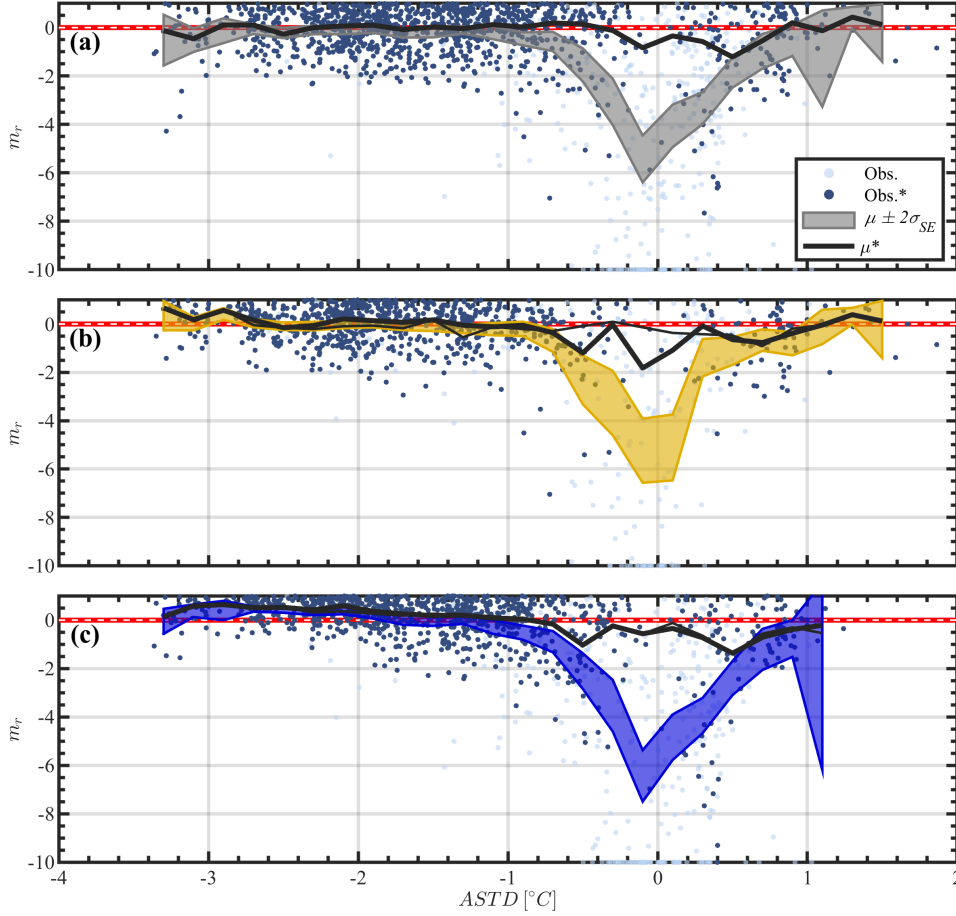 0
-2
-4
-6
-8
-10
(a)
m_r
Obs.
Obs.*
μ ± 2σ_SE
μ*
0
-2
-4
-6
-8
-10
(b)
m_r
0
-2
-4
-6
-8
-10
(c)
m_r
-4 -3 -2 -1 0 1 2
ASTD [°C]